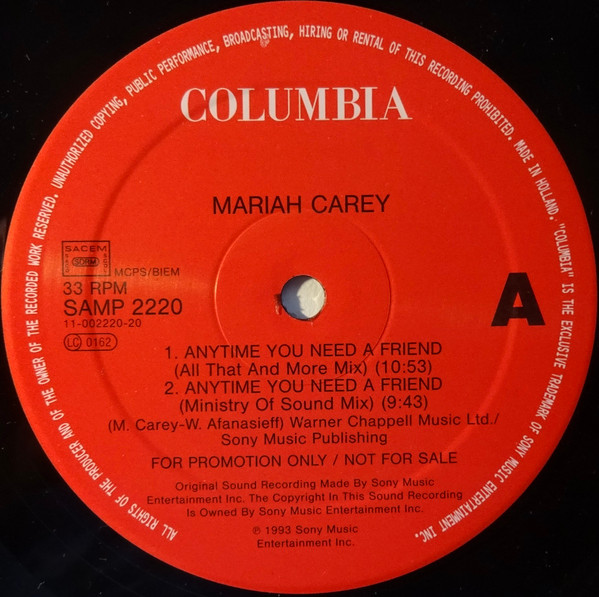 ALL RIGHTS OF THE PRODUCER AND OF THE OWNER OF THE RECORDED WORK RESERVED. UNAUTHORIZED COPYING, PUBLIC PERFORMANCE, BROADCASTING, HIRING OR RENTAL OF THIS RECORDING PROHIBITED. MADE IN HOLLAND. "COLUMBIA" IS THE EXCLUSIVE TRADEMARK OF SONY MUSIC ENTERTAINMENT INC.
COLUMBIA
MARIAH CAREY
SACEM
SDRM
MCPS/BIEM
33 RPM
SAMP 2220
11-002220-20
LC 0162
A
1. ANYTIME YOU NEED A FRIEND
(All That And More Mix) (10:53)
2. ANYTIME YOU NEED A FRIEND
(Ministry Of Sound Mix) (9:43)
(M. Carey-W. Afanasieff) Warner Chappell Music Ltd./
Sony Music Publishing
FOR PROMOTION ONLY / NOT FOR SALE
Original Sound Recording Made By Sony Music
Entertainment Inc. The Copyright In This Sound Recording
Is Owned By Sony Music Entertainment Inc.
℗ 1993 Sony Music
Entertainment Inc.